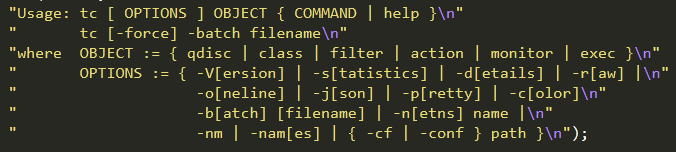 "Usage: tc [ OPTIONS ] OBJECT { COMMAND | help }\n"
"       tc [-force] -batch filename\n"
"where  OBJECT := { qdisc | class | filter | action | monitor | exec }\n"
"       OPTIONS := { -V[ersion] | -s[tatistics] | -d[etails] | -r[aw] |\n"
"                    -o[neline] | -j[son] | -p[retty] | -c[olor]\n"
"                    -b[atch] [filename] | -n[etns] name |\n"
"                    -nm | -nam[es] | { -cf | -conf } path }\n");